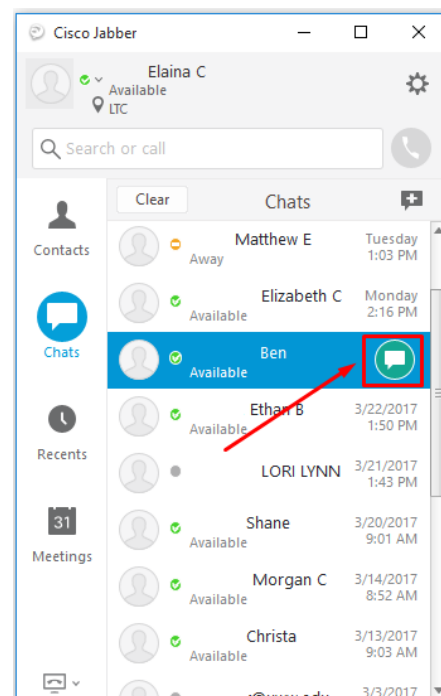 Cisco Jabber
Elaina C
Available
LTC
Search or call
Clear
Chats
Contacts
Chats
Recents
31
Meetings
Matthew E
Tuesday
Away
1:03 PM
Elizabeth C
Monday
Available
2:16 PM
Ben
Available
Ethan B
3/22/2017
Available
1:50 PM
LORI LYNN
3/21/2017
1:43 PM
Shane
3/20/2017
Available
9:01 AM
Morgan C
3/14/2017
Available
8:52 AM
Christa
3/13/2017
Available
9:03 AM
3/3/2017